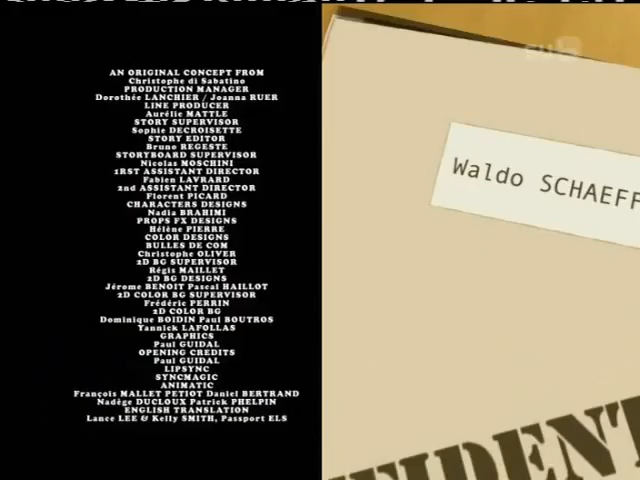 AN ORIGINAL CONCEPT FROM
Christophe di Sabatino
PRODUCTION MANAGER
Dorothée LANCHIER / Joanna RUER
LINE PRODUCER
Aurélie MATTLE
STORY SUPERVISOR
Sophie DECROISETTE
STORY EDITOR
Bruno REGESTE
STORYBOARD SUPERVISOR
Nicolas MOSCHINI
1RST ASSISTANT DIRECTOR
Fabien LAVRARD
2nd ASSISTANT DIRECTOR
Florent PICARD
CHARACTERS DESIGNS
Nadia BRAHIMI
PROPS FX DESIGNS
Hélène PIERRE
COLOR DESIGNS
BULLES DE COM
Christophe OLIVER
2D BG SUPERVISOR
Régis MAILLET
2D BG DESIGNS
Jérome BENOIT Pascal HAILLOT
2D COLOR BG SUPERVISOR
Frédéric PERRIN
2D COLOR BG
Dominique BOIDIN Paul BOUTROS
Yannick LAFOLLAS
GRAPHICS
Paul GUIDAL
OPENING CREDITS
Paul GUIDAL
LIPSYNC
SYNCMAGIC
ANIMATIC
François MALLET PETIOT Daniel BERTRAND
Nadège DUCLOUX Patrick PHELPIN
ENGLISH TRANSLATION
Lance LEE & Kelly SMITH, Passport ELS
Waldo SCHAEFF
FIDENT